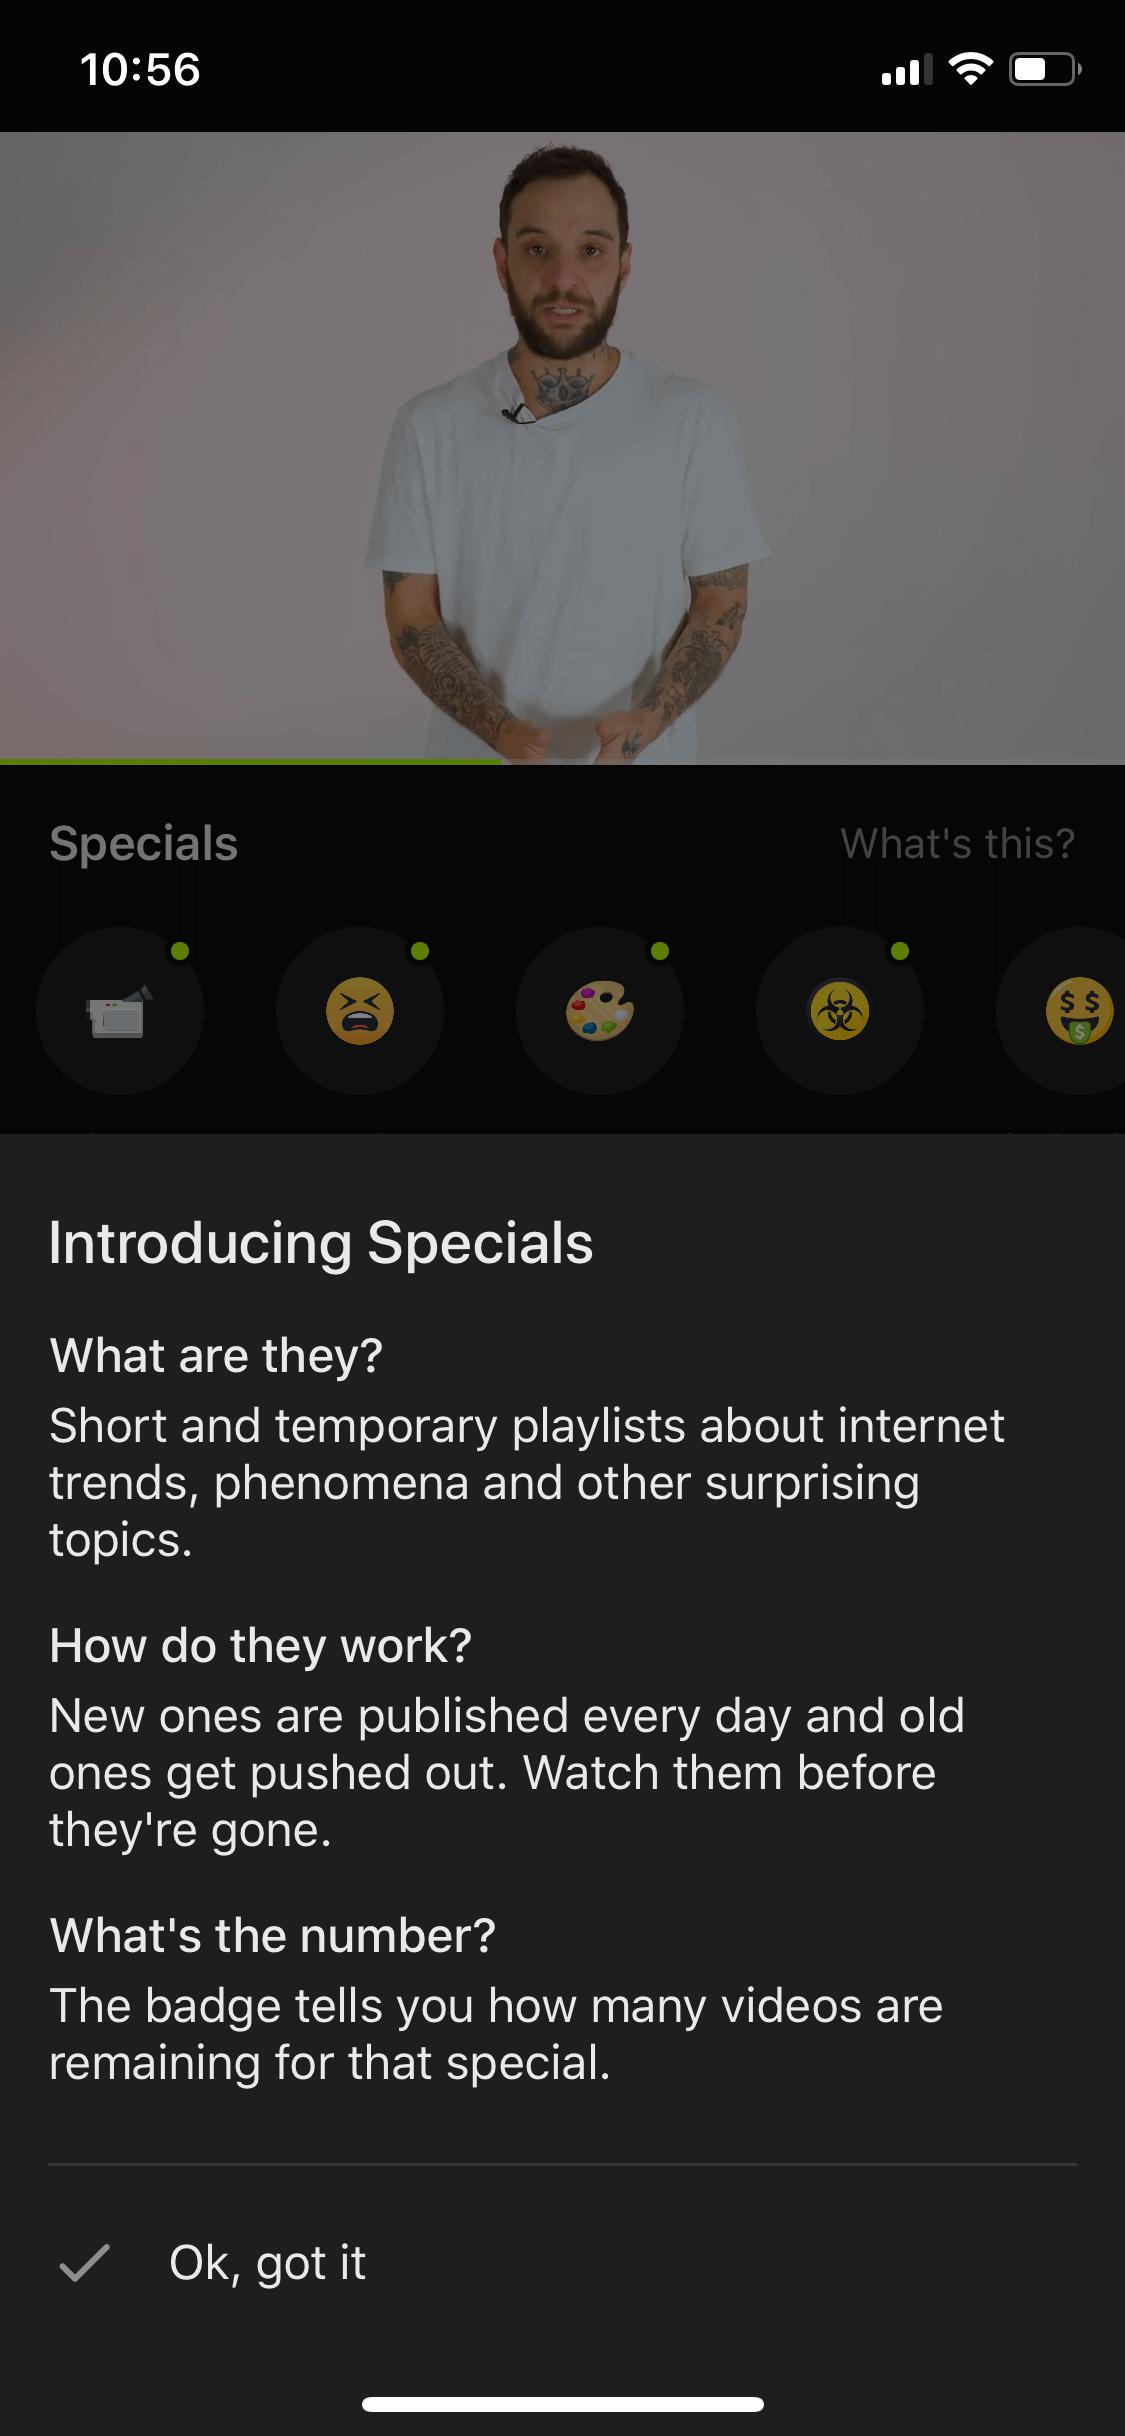 10:56
Specials
What's this?
Introducing Specials
What are they?
Short and temporary playlists about internet
trends, phenomena and other surprising
topics.
How do they work?
New ones are published every day and old
ones get pushed out. Watch them before
they're gone.
What's the number?
The badge tells you how many videos are
remaining for that special.
Ok, got it